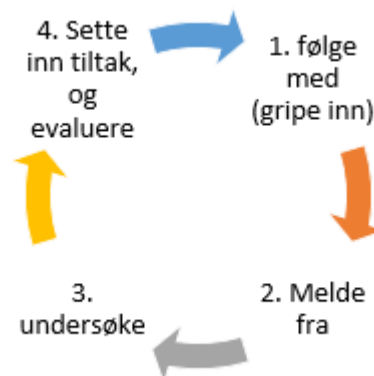 4. Sette
inn tiltak,
og
evaluere
1. følge
med
(gripe inn)
2. Melde
fra
3.
undersøke